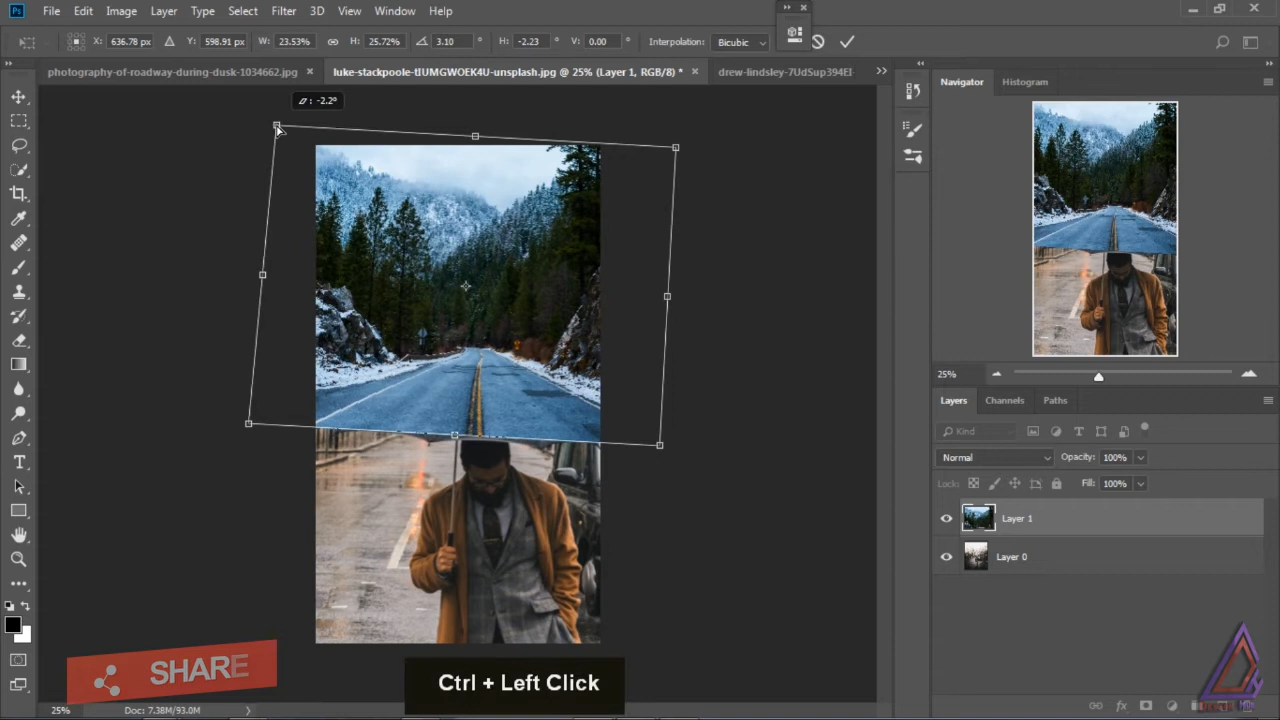 Ps File Edit Image Layer Type Select Filter 3D View Window Help
X: 636.78 px Y: 598.91 px W: 23.53% H: 25.72% 3.10 ° H: -2.23 ° V: 0.00 ° Interpolation: Bicubic
photography-of-roadway-during-dusk-1034662.jpg × luke-stackpoole-tIUMGWOEK4U-unsplash.jpg @ 25% (Layer 1, RGB/8) * × drew-lindsley-7UdSup394EI-
Navigator Histogram
: -2.2°
25%
Layers Channels Paths
Kind
Normal Opacity: 100%
Lock: Fill: 100%
Layer 1
Layer 0
SHARE
Ctrl + Left Click
25% Doc: 7.38M/93.0M
fx